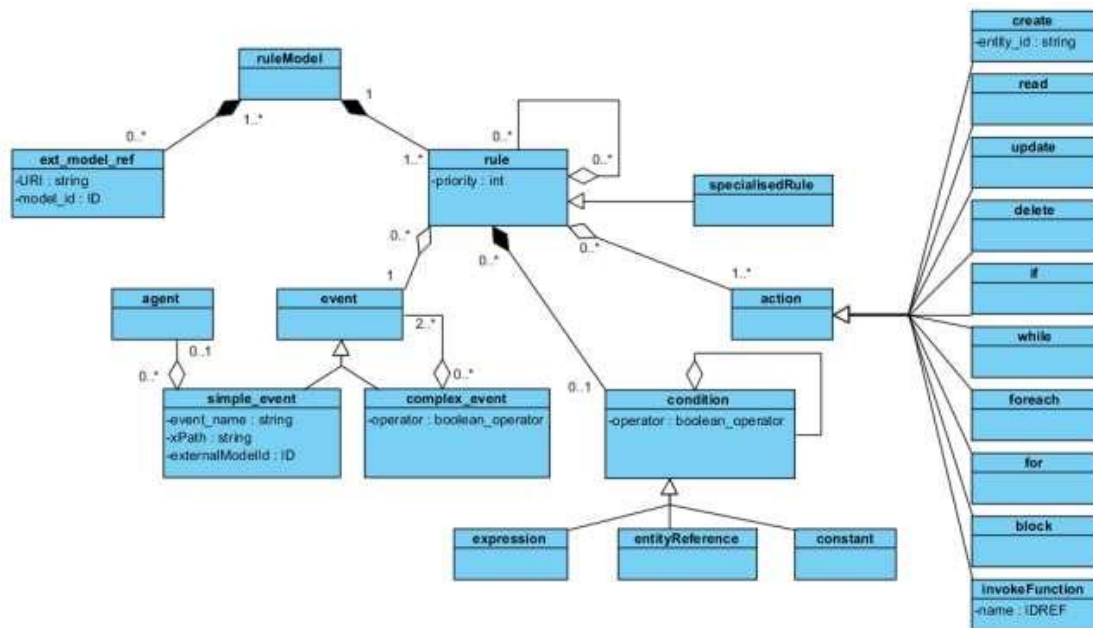 ruleModel
1
1..*
0..*
ext_model_ref
-URI : string
-model_id : ID
0..*
1..*
rule
-priority : int
0..*
specialisedRule
0..*
0..*
0..*
1
1..*
agent
event
action
0..1
2..*
0..*
0..*
0..1
simple_event
-event_name : string
-xPath : string
-externalModelId : ID
complex_event
-operator : boolean_operator
condition
-operator : boolean_operator
expression
entityReference
constant
create
-entity_id : string
read
update
delete
if
while
foreach
for
block
invokeFunction
-name : IDREF